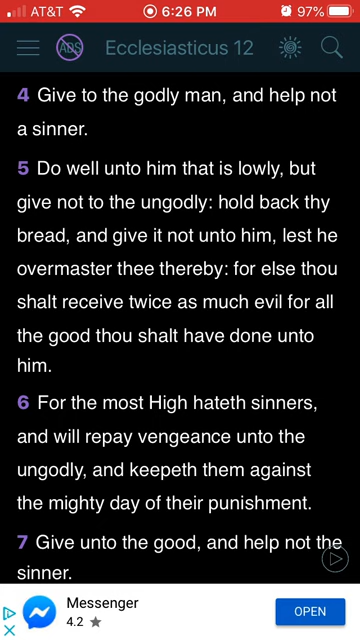 AT&T 6:26 PM 97%
ADS Ecclesiasticus 12
4 Give to the godly man, and help not
a sinner.
5 Do well unto him that is lowly, but
give not to the ungodly: hold back thy
bread, and give it not unto him, lest he
overmaster thee thereby: for else thou
shalt receive twice as much evil for all
the good thou shalt have done unto
him.
6 For the most High hateth sinners,
and will repay vengeance unto the
ungodly, and keepeth them against
the mighty day of their punishment.
7 Give unto the good, and help not the
sinner.
Messenger
4.2 ★
OPEN